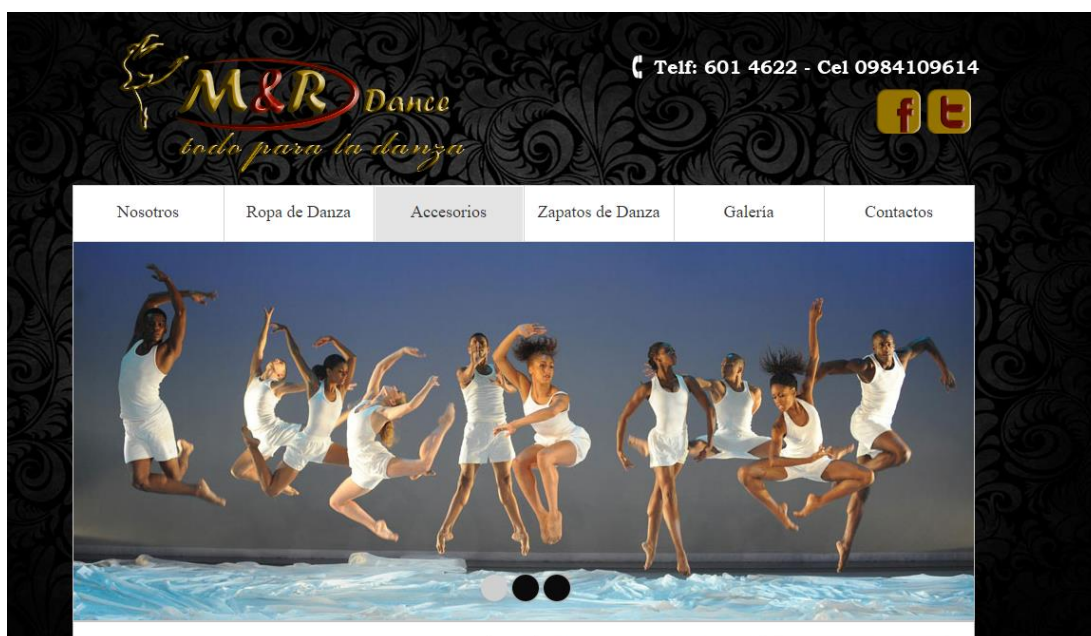 M&R Dance
todo para la danza
Telf: 601 4622 - Cel 0984109614
f t
Nosotros
Ropa de Danza
Accesorios
Zapatos de Danza
Galería
Contactos